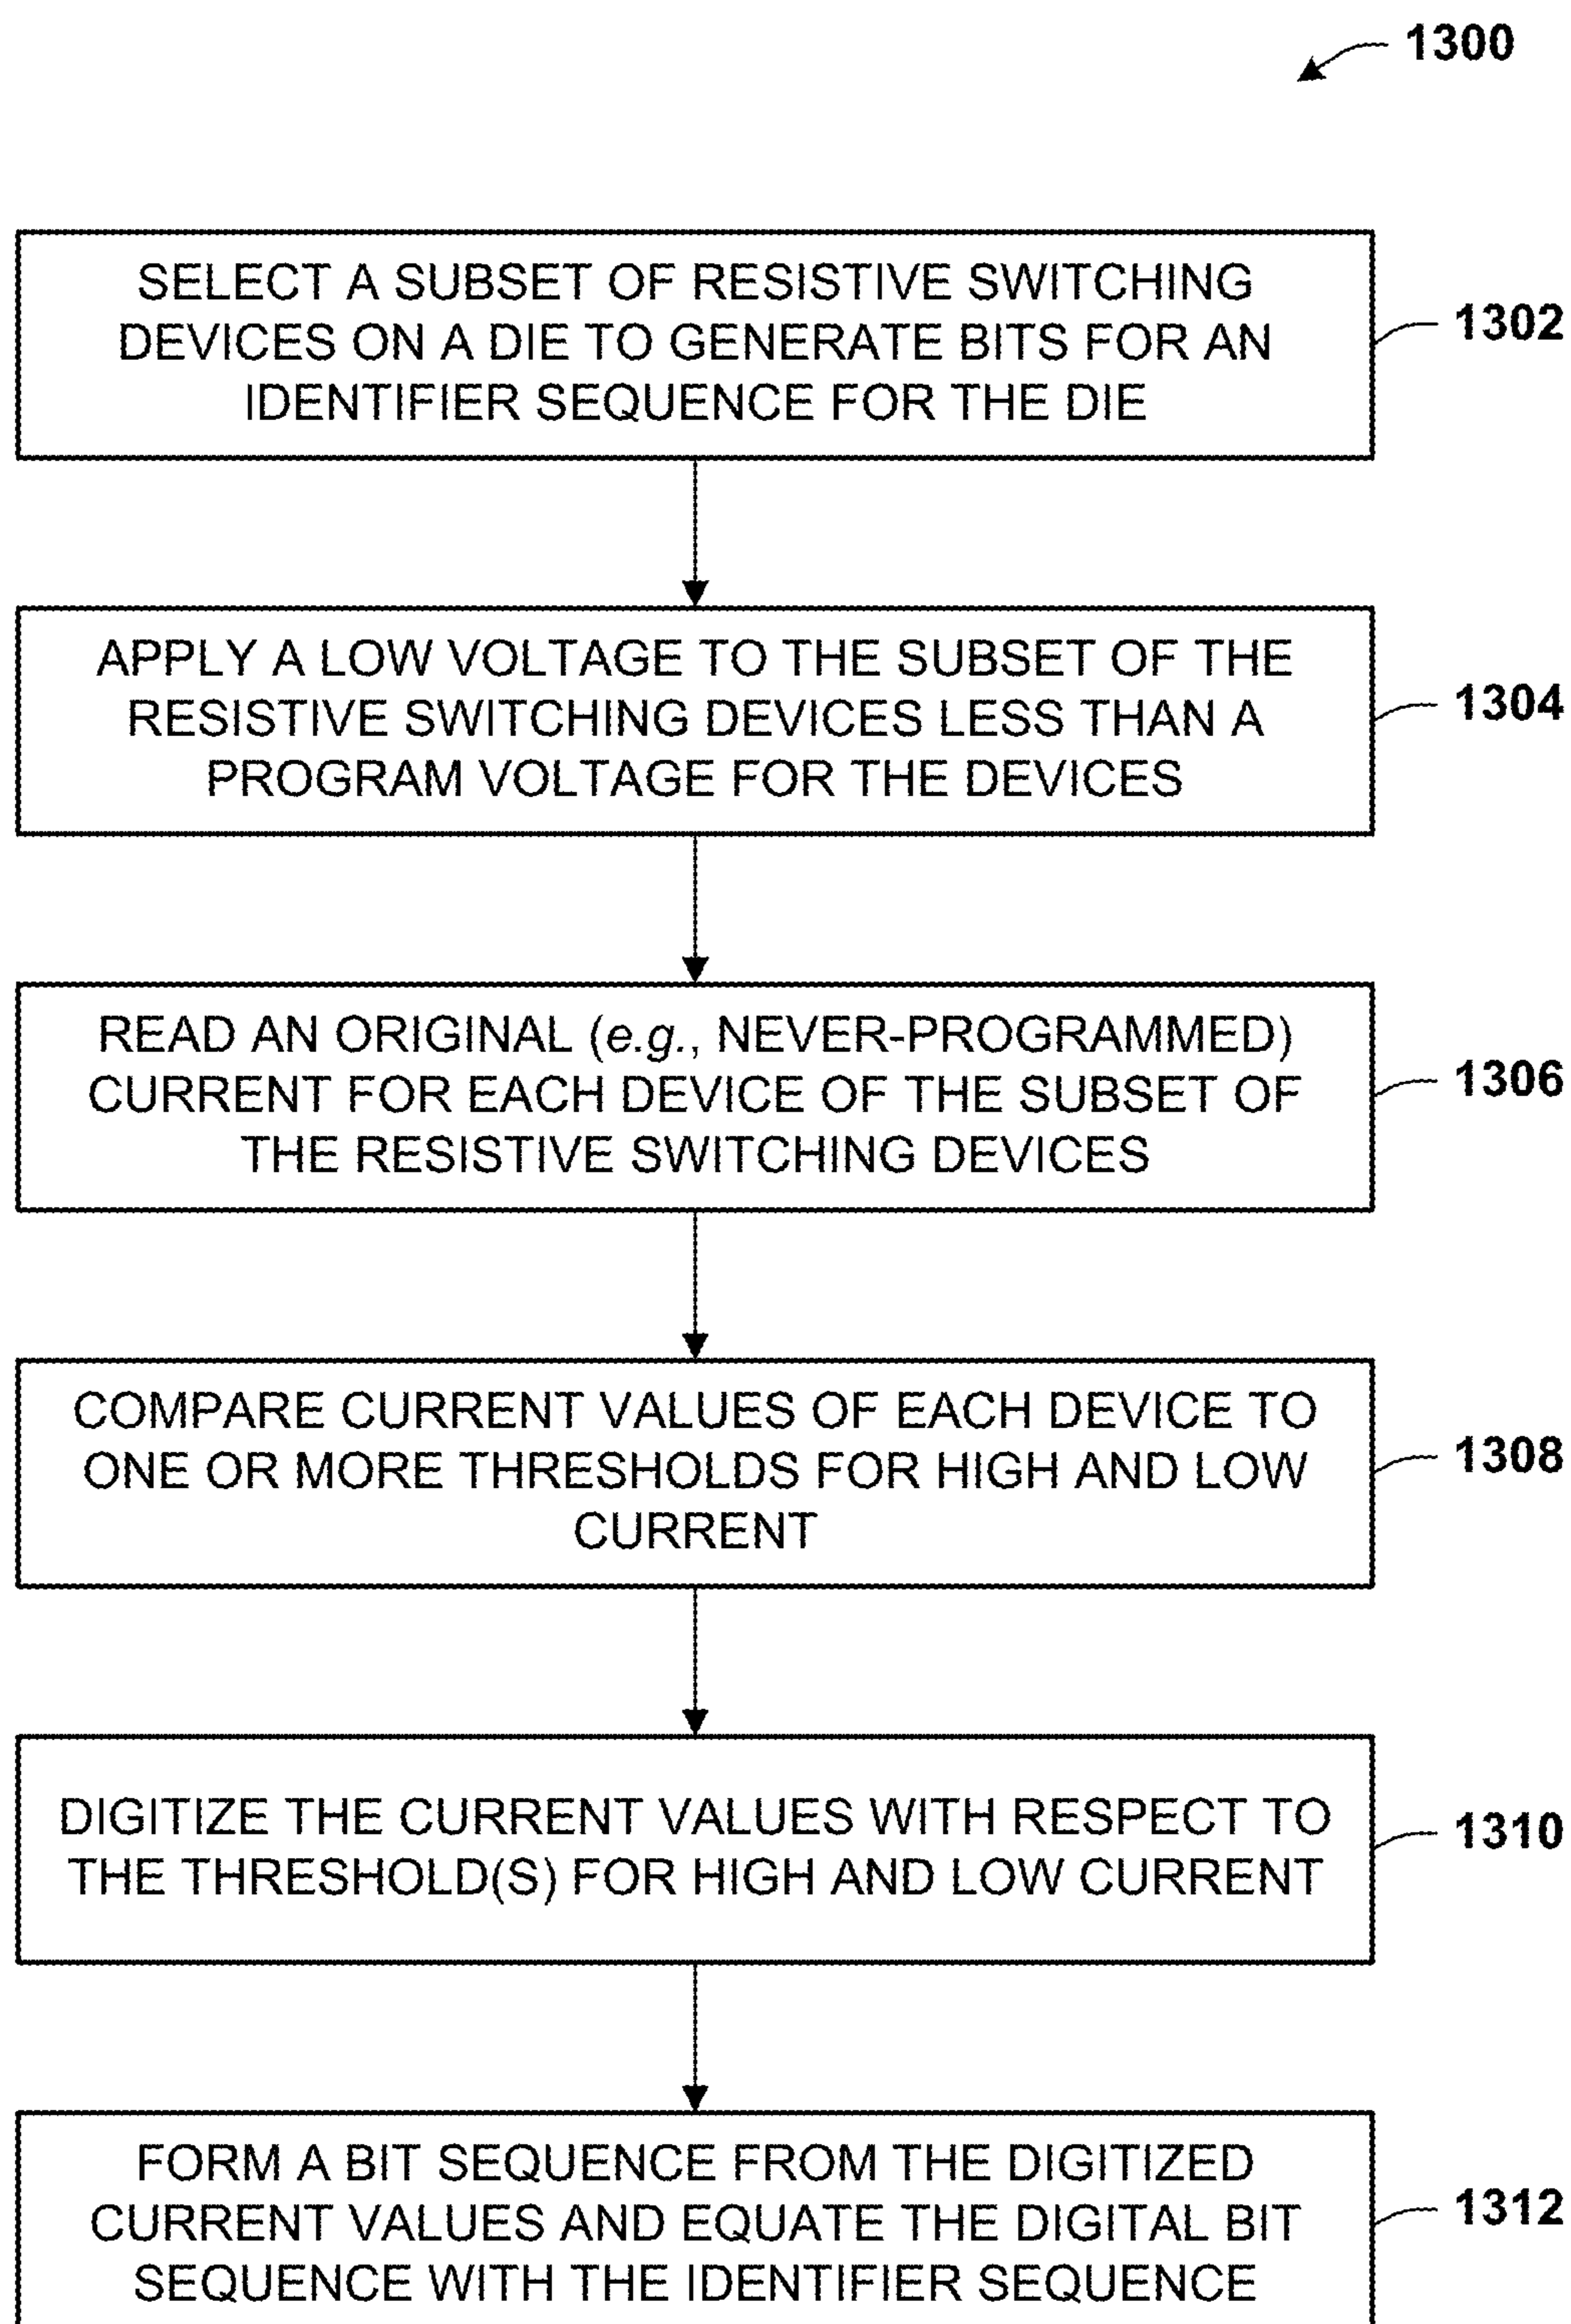 1300
SELECT A SUBSET OF RESISTIVE SWITCHING
DEVICES ON A DIE TO GENERATE BITS FOR AN
IDENTIFIER SEQUENCE FOR THE DIE
1302
APPLY A LOW VOLTAGE TO THE SUBSET OF THE
RESISTIVE SWITCHING DEVICES LESS THAN A
PROGRAM VOLTAGE FOR THE DEVICES
1304
READ AN ORIGINAL (e.g., NEVER-PROGRAMMED)
CURRENT FOR EACH DEVICE OF THE SUBSET OF
THE RESISTIVE SWITCHING DEVICES
1306
COMPARE CURRENT VALUES OF EACH DEVICE TO
ONE OR MORE THRESHOLDS FOR HIGH AND LOW
CURRENT
1308
DIGITIZE THE CURRENT VALUES WITH RESPECT TO
THE THRESHOLD(S) FOR HIGH AND LOW CURRENT
1310
FORM A BIT SEQUENCE FROM THE DIGITIZED
CURRENT VALUES AND EQUATE THE DIGITAL BIT
SEQUENCE WITH THE IDENTIFIER SEQUENCE
1312